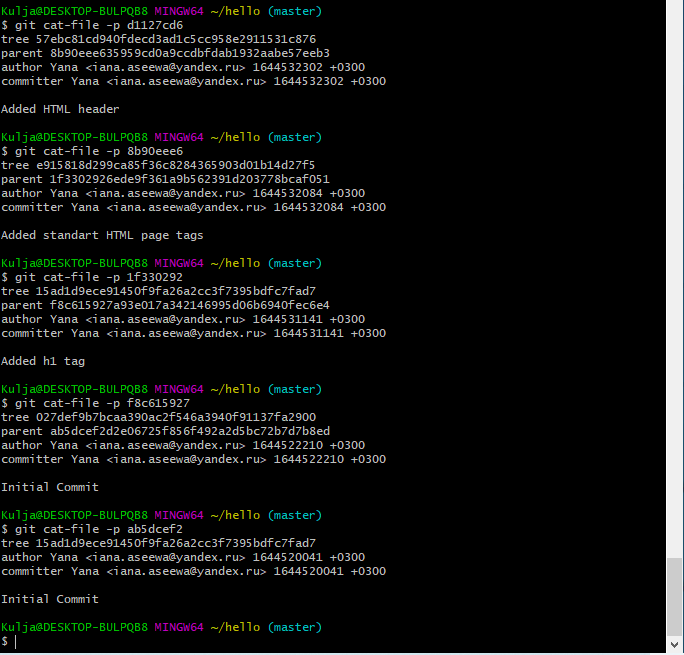 Kulja@DESKTOP-BULPQB8 MINGW64 ~/hello (master)
$ git cat-file -p d1127cd6
tree 57ebc81cd940fdecd3ad1c5cc958e2911531c876
parent 8b90eee635959cd0a9ccdbfdab1932aabe57eeb3
author Yana <iana.aseewa@yandex.ru> 1644532302 +0300
committer Yana <iana.aseewa@yandex.ru> 1644532302 +0300

Added HTML header

Kulja@DESKTOP-BULPQB8 MINGW64 ~/hello (master)
$ git cat-file -p 8b90eee6
tree e915818d299ca85f36c8284365903d01b14d27f5
parent 1f3302926ede9f361a9b562391d203778bcaf051
author Yana <iana.aseewa@yandex.ru> 1644532084 +0300
committer Yana <iana.aseewa@yandex.ru> 1644532084 +0300

Added standart HTML page tags

Kulja@DESKTOP-BULPQB8 MINGW64 ~/hello (master)
$ git cat-file -p 1f330292
tree 15ad1d9ece91450f9fa26a2cc3f7395bdfc7fad7
parent f8c615927a93e017a342146995d06b6940fec6e4
author Yana <iana.aseewa@yandex.ru> 1644531141 +0300
committer Yana <iana.aseewa@yandex.ru> 1644531141 +0300

Added h1 tag

Kulja@DESKTOP-BULPQB8 MINGW64 ~/hello (master)
$ git cat-file -p f8c615927
tree 027def9b7bcaa390ac2f546a3940f91137fa2900
parent ab5dcef2d2e06725f856f492a2d5bc72b7d7b8ed
author Yana <iana.aseewa@yandex.ru> 1644522210 +0300
committer Yana <iana.aseewa@yandex.ru> 1644522210 +0300

Initial Commit

Kulja@DESKTOP-BULPQB8 MINGW64 ~/hello (master)
$ git cat-file -p ab5dcef2
tree 15ad1d9ece91450f9fa26a2cc3f7395bdfc7fad7
author Yana <iana.aseewa@yandex.ru> 1644520041 +0300
committer Yana <iana.aseewa@yandex.ru> 1644520041 +0300

Initial Commit

Kulja@DESKTOP-BULPQB8 MINGW64 ~/hello (master)
$